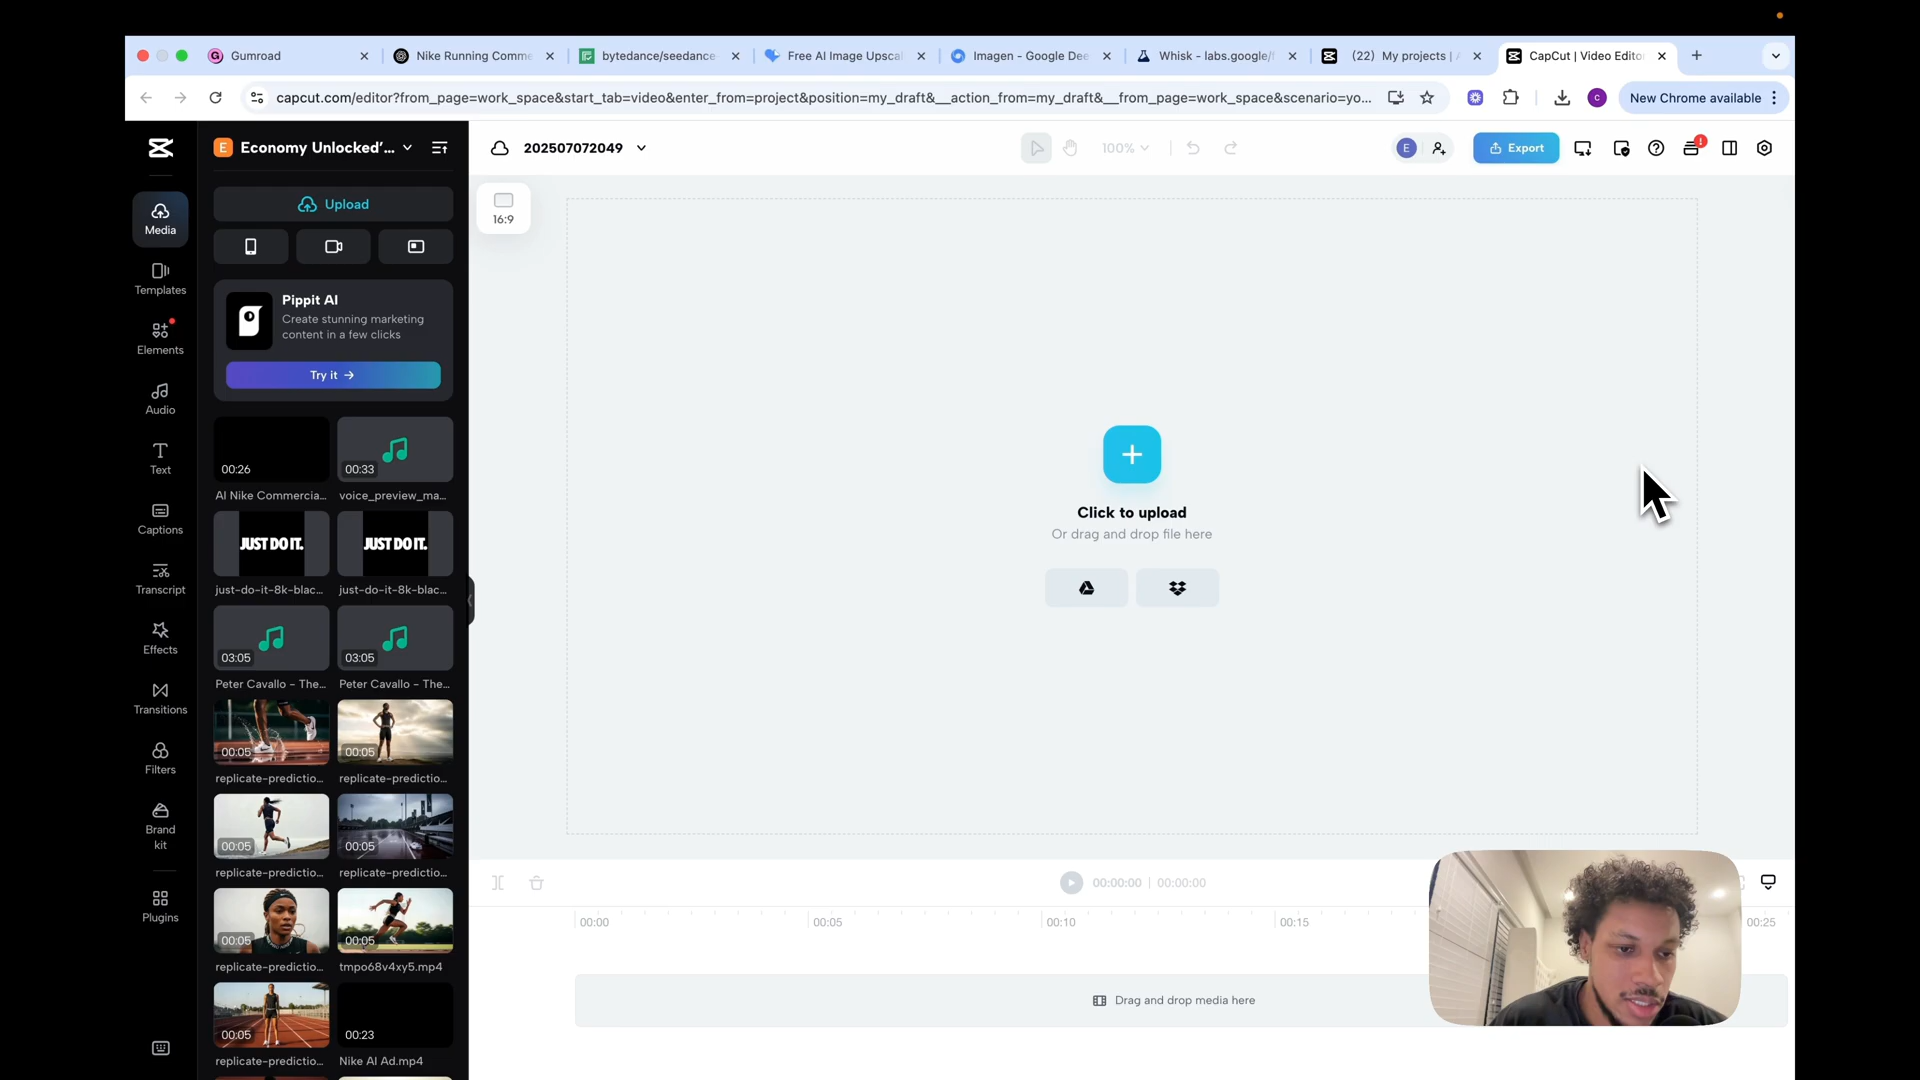 Gumroad
Nike Running Comme
bytedance/seedance
Free AI Image Upscal
Imagen - Google Dee
Whisk - labs.google/f
(22) My projects | A
CapCut | Video Editor
capcut.com/editor?from_page=work_space&start_tab=video&enter_from=project&position=my_draft&__action_from=my_draft&__from_page=work_space&scenario=yo...
New Chrome available
E Economy Unlocked'...
202507072049
100%
E
Export
Upload
16:9
Media
Templates
Elements
Audio
Text
Captions
Transcript
Effects
Transitions
Filters
Brand
kit
Plugins
Pippit AI
Create stunning marketing
content in a few clicks
Try it →
00:26
00:33
AI Nike Commercia...
voice_preview_ma...
JUST DO IT.
JUST DO IT.
just-do-it-8k-blac...
just-do-it-8k-blac...
03:05
03:05
Peter Cavallo - The...
Peter Cavallo - The...
00:05
00:05
replicate-predictio...
replicate-predictio...
00:05
00:05
replicate-predictio...
replicate-predictio...
00:05
00:05
replicate-predictio...
tmpo68v4xy5.mp4
00:05
00:23
replicate-predictio...
Nike AI Ad.mp4
Click to upload
Or drag and drop file here
00:00:00 | 00:00:00
00:00
00:05
00:10
00:15
00:25
Drag and drop media here